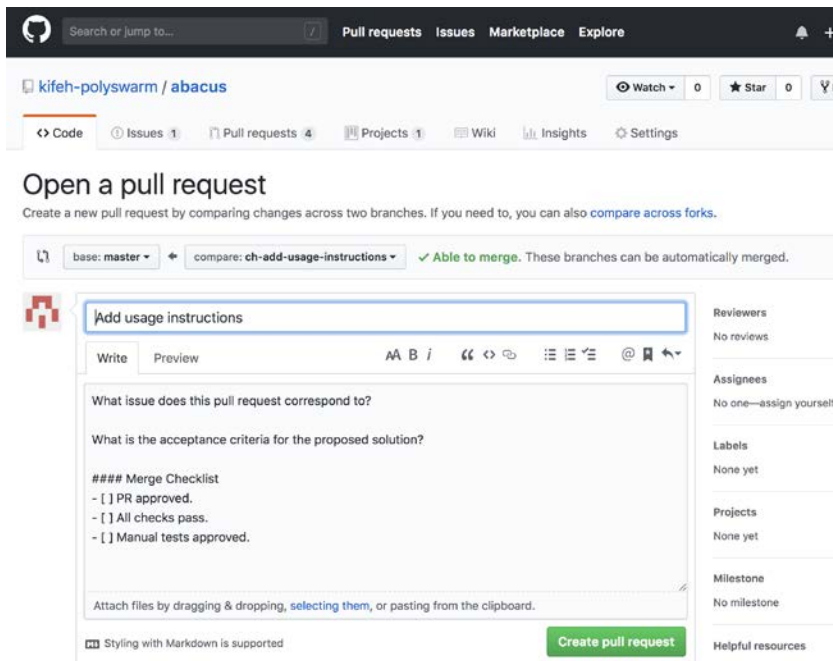 Search or jump to... / Pull requests Issues Marketplace Explore
kifeh-polyswarm / abacus Watch 0 Star 0
<> Code Issues 1 Pull requests 4 Projects 1 Wiki Insights Settings
Open a pull request
Create a new pull request by comparing changes across two branches. If you need to, you can also compare across forks.
base: master compare: ch-add-usage-instructions ✓ Able to merge. These branches can be automatically merged.
Add usage instructions
Write Preview AA B i “ <> @
What issue does this pull request correspond to?
What is the acceptance criteria for the proposed solution?
#### Merge Checklist
- [ ] PR approved.
- [ ] All checks pass.
- [ ] Manual tests approved.
Attach files by dragging & dropping, selecting them, or pasting from the clipboard.
Styling with Markdown is supported
Create pull request
Reviewers
No reviews
Assignees
No one—assign yourself
Labels
None yet
Projects
None yet
Milestone
No milestone
Helpful resources